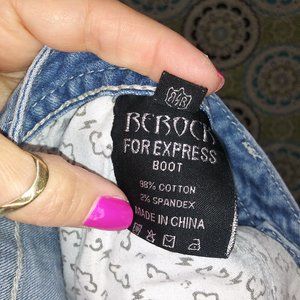 REROCK
FOR EXPRESS
BOOT
98% COTTON
2% SPANDEX
MADE IN CHINA